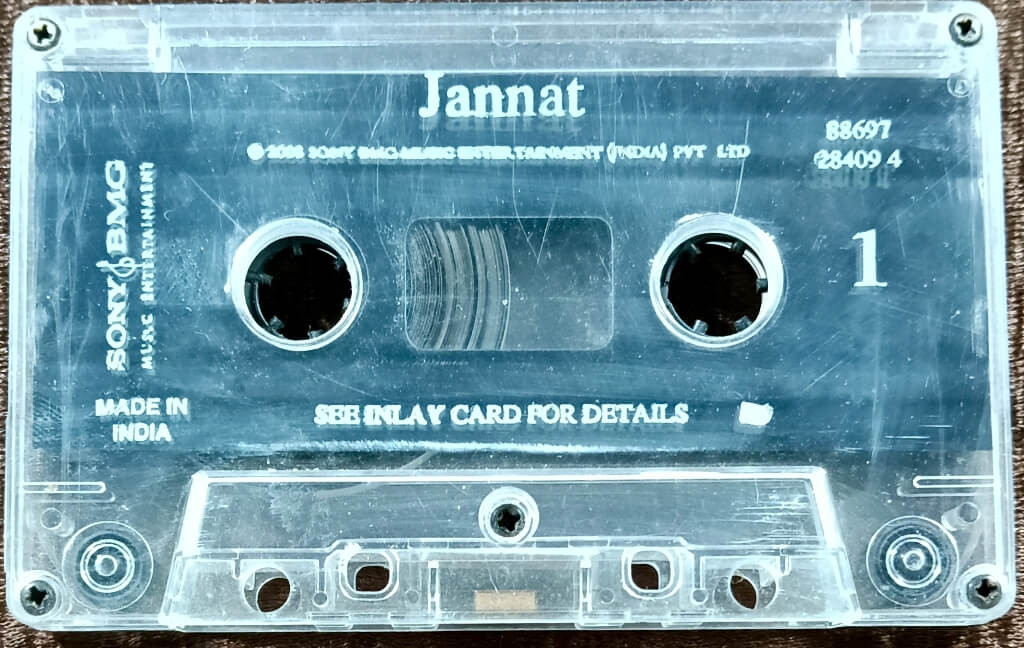 Jannat
℗ 2008 SONY BMG MUSIC ENTERTAINMENT (INDIA) PVT LTD
88697
28409 4
1
SONY BMG
MUSIC ENTERTAINMENT
MADE IN
INDIA
SEE INLAY CARD FOR DETAILS